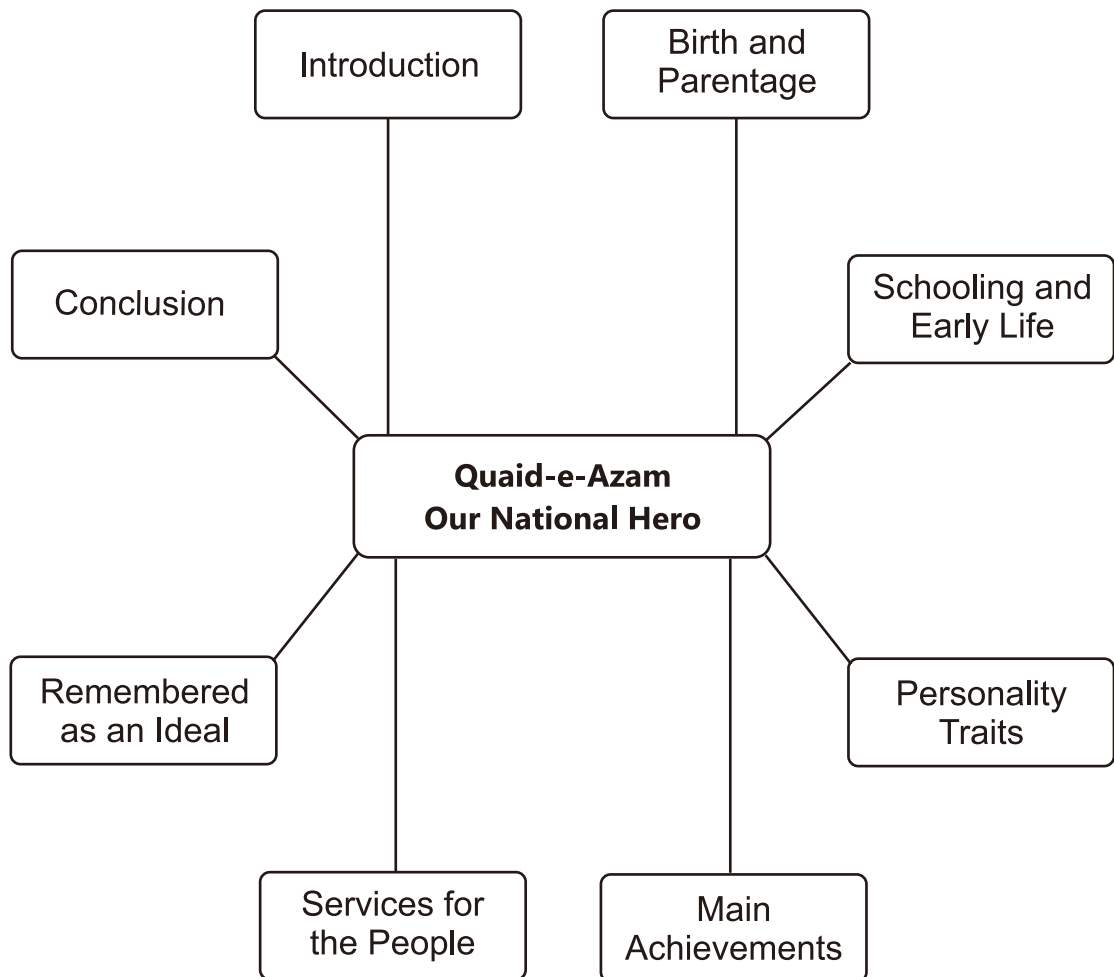 Introduction
Birth and
Parentage
Conclusion
Schooling and
Early Life
Quaid-e-Azam
Our National Hero
Remembered
as an Ideal
Personality
Traits
Services for
the People
Main
Achievements